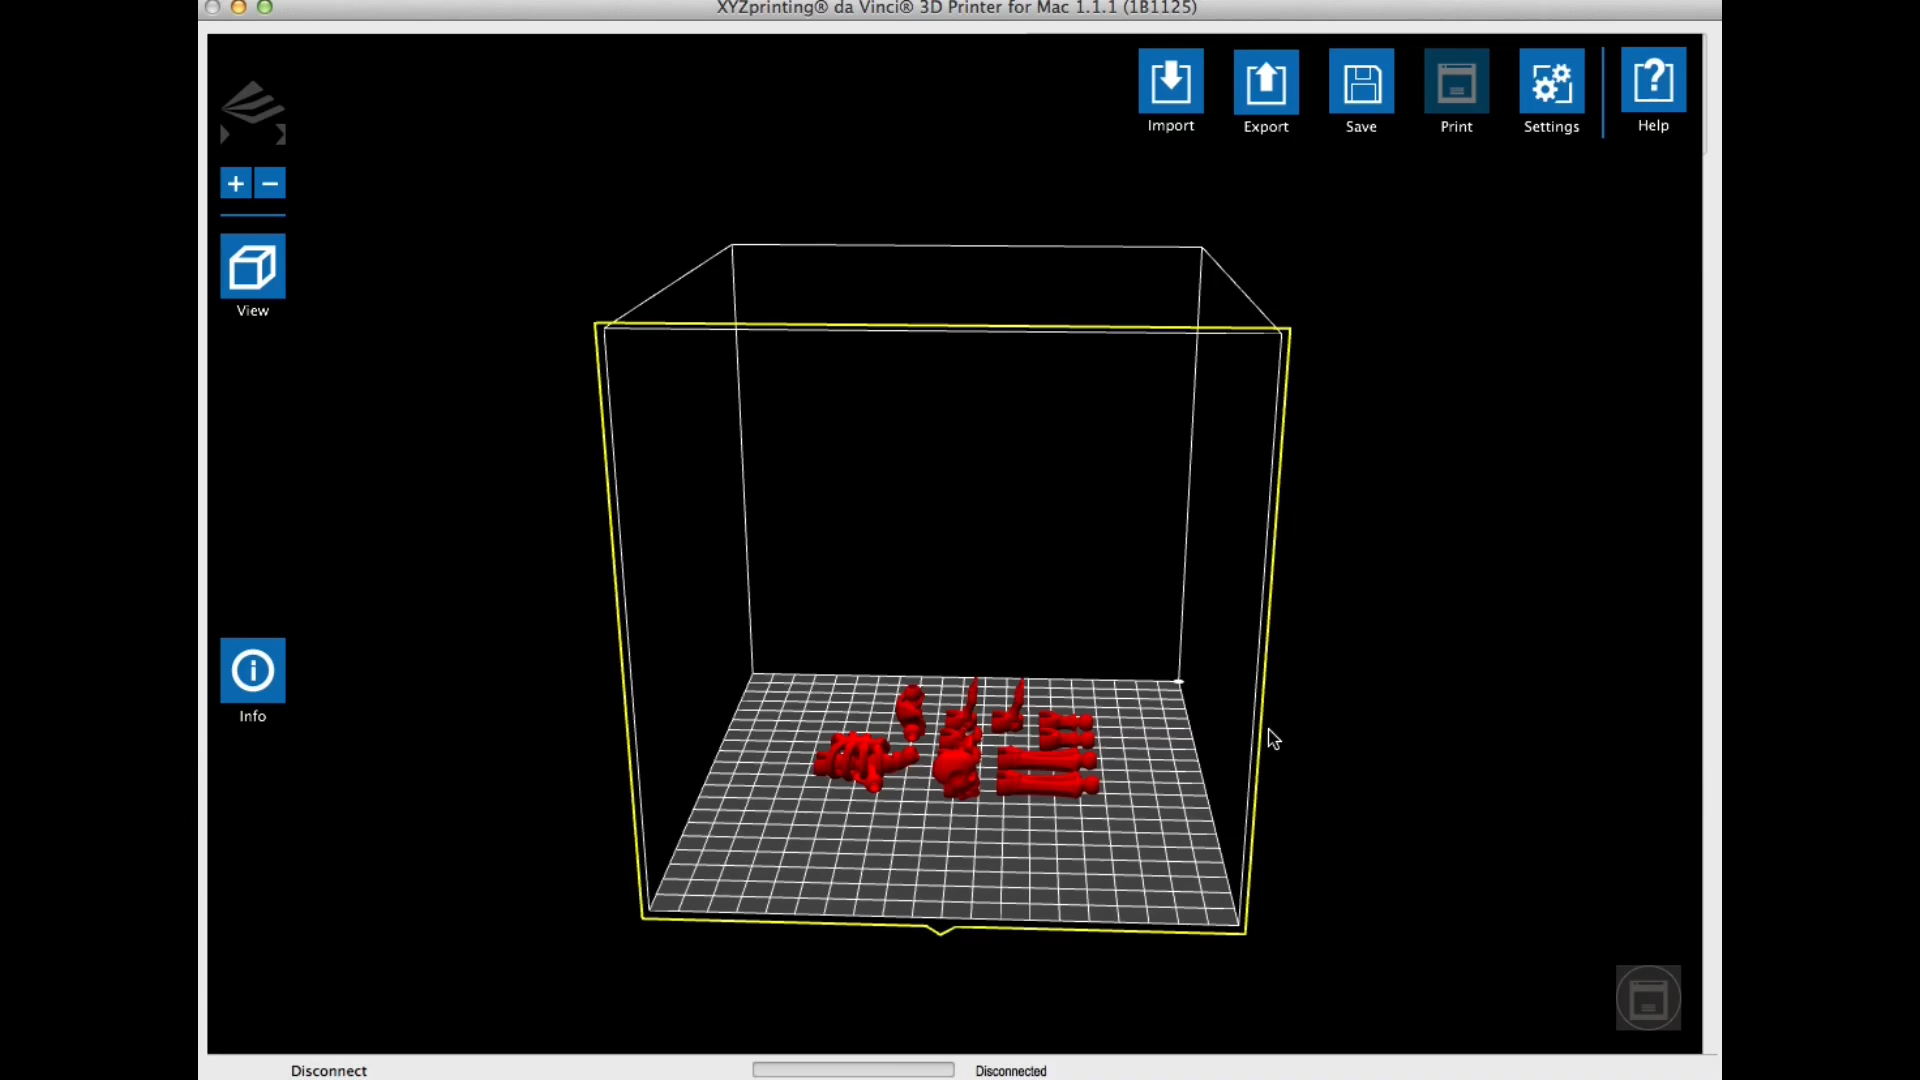 XYZprinting® da Vinci® 3D Printer for Mac 1.1.1 (1B1125)
Import
Export
Save
Print
Settings
Help
View
Info
Disconnect
Disconnected